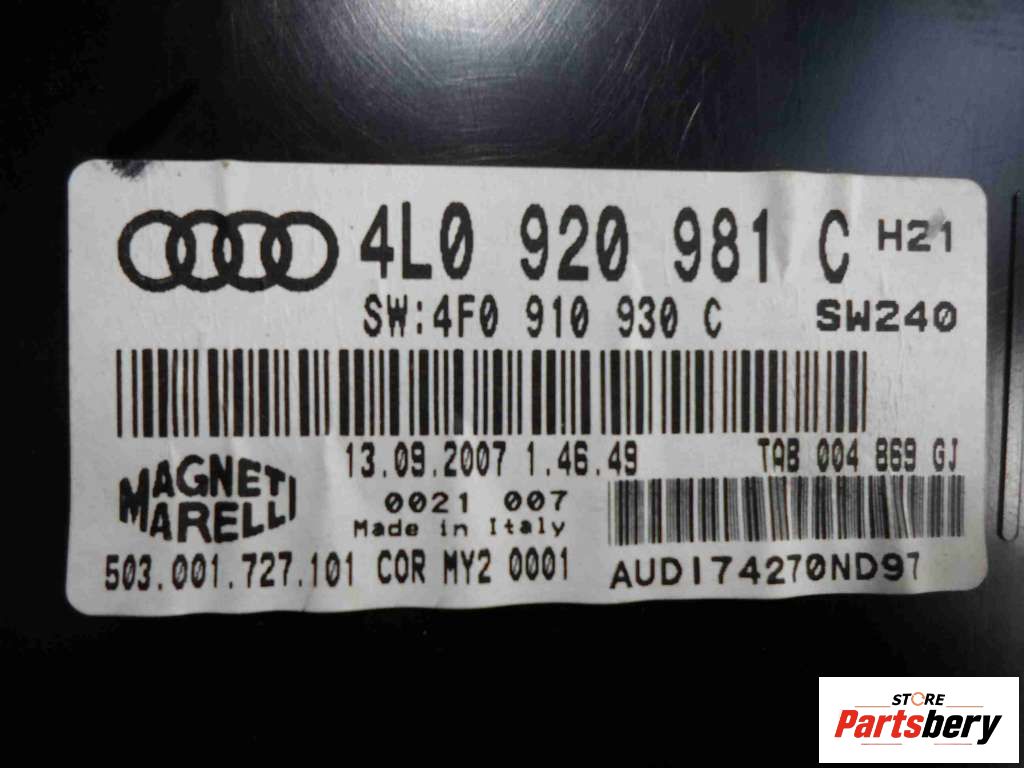 4L0 920 981 C H21
SW:4F0 910 930 C SW240
13.09.2007 1.46.49 TAB 004 869 GJ
MAGNETI
MARELLI
0021 007
Made in Italy
503.001.727.101 COR MY2 0001
AUDI74270ND97
STORE
Partsbery